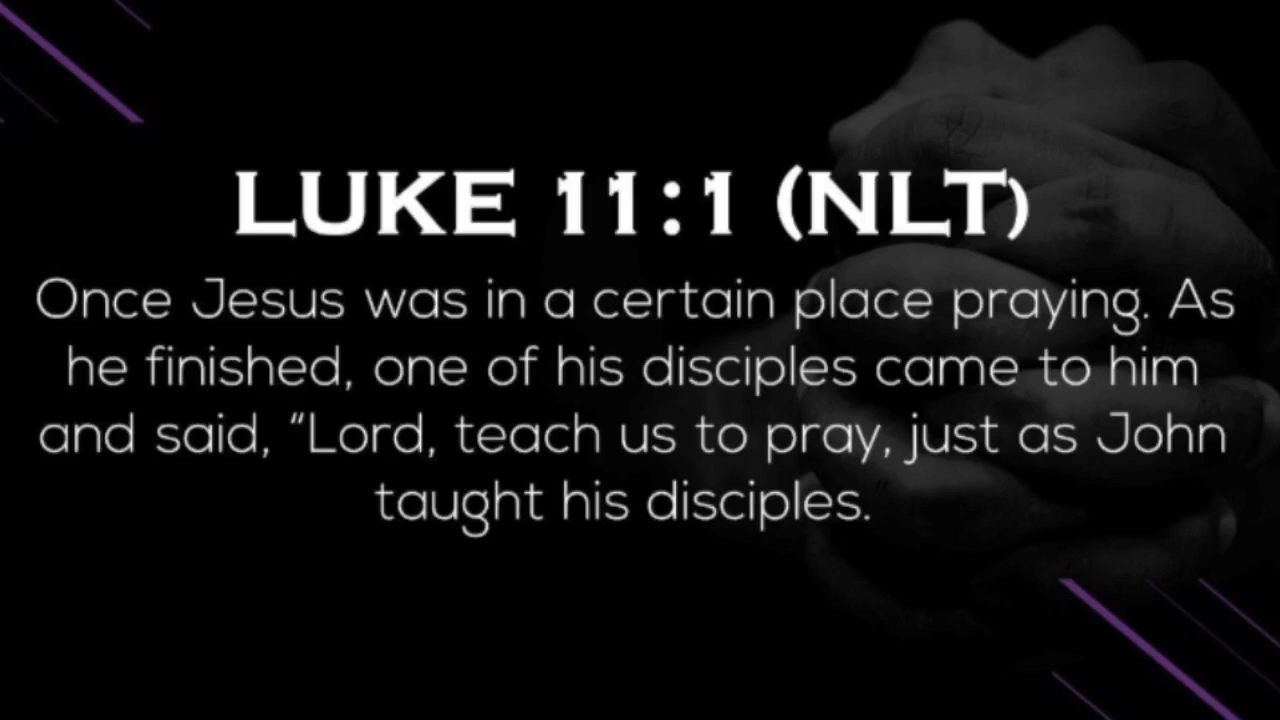 LUKE 11:1 (NLT)
Once Jesus was in a certain place praying. As
he finished, one of his disciples came to him
and said, “Lord, teach us to pray, just as John
taught his disciples.”